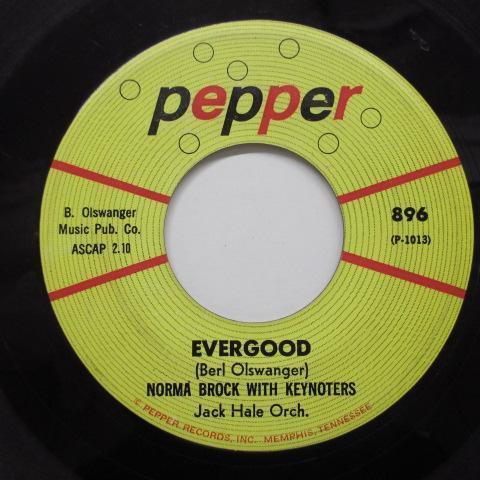 pepper
B. Olswanger
Music Pub. Co.
ASCAP 2.10
896
(P-1013)
EVERGOOD
(Berl Olswanger)
NORMA BROCK WITH KEYNOTERS
Jack Hale Orch.
© PEPPER RECORDS, INC. MEMPHIS, TENNESSEE